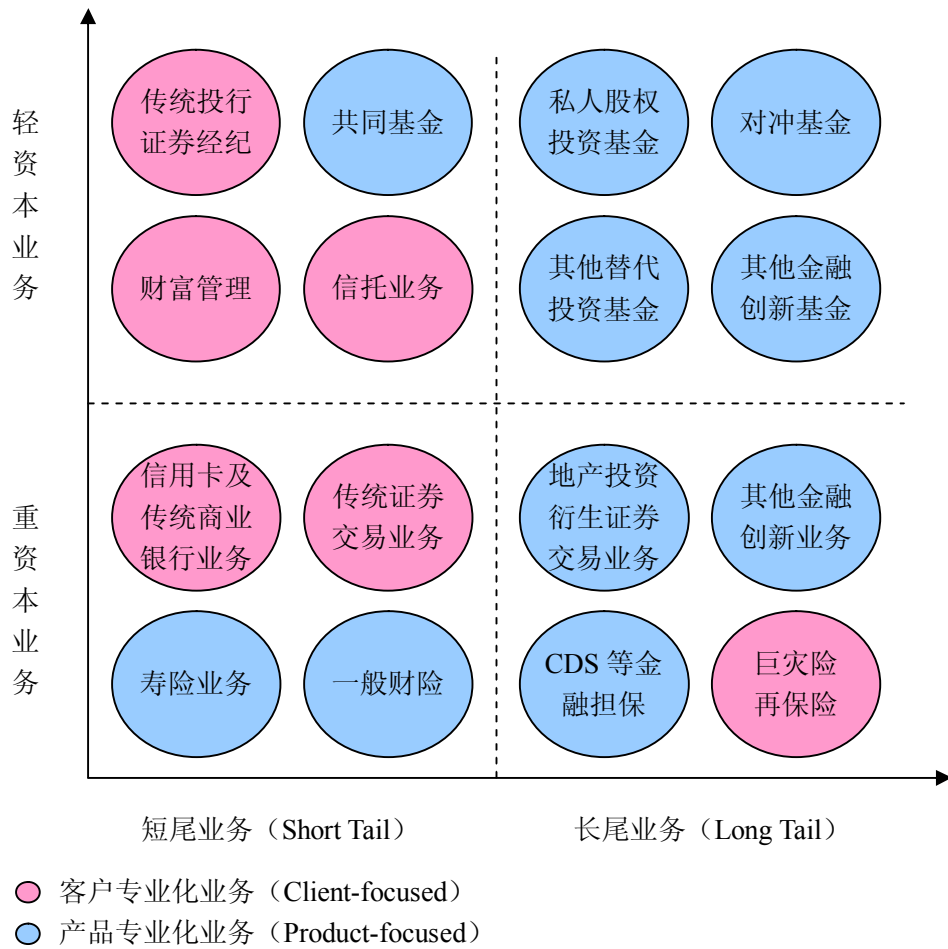 轻资本业务
传统投行
证券经纪
共同基金
私人股权
投资基金
对冲基金
财富管理
信托业务
其他替代
投资基金
其他金融
创新基金
重资本业务
信用卡及
传统商业
银行业务
传统证券
交易业务
地产投资
衍生证券
交易业务
其他金融
创新业务
寿险业务
一般财险
CDS 等金
融担保
巨灾险
再保险
短尾业务（Short Tail）
长尾业务（Long Tail）
客户专业化业务（Client-focused）
产品专业化业务（Product-focused）